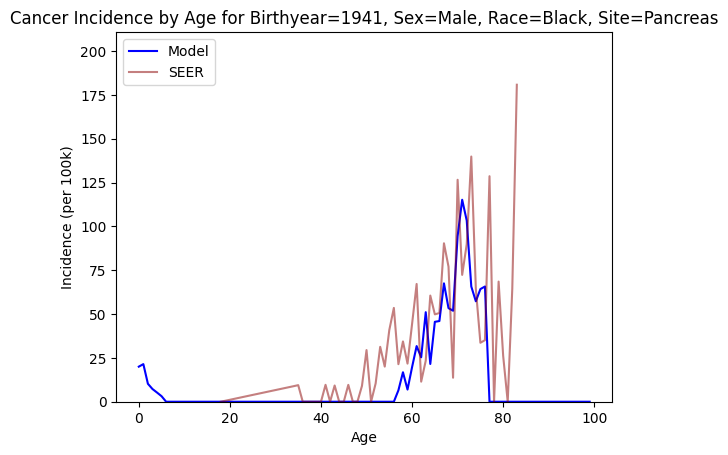 Cancer Incidence by Age for Birthyear=1941, Sex=Male, Race=Black, Site=Pancreas
Model
SEER
Incidence (per 100k)
200
175
150
125
100
75
50
25
0
0 20 40 60 80 100
Age